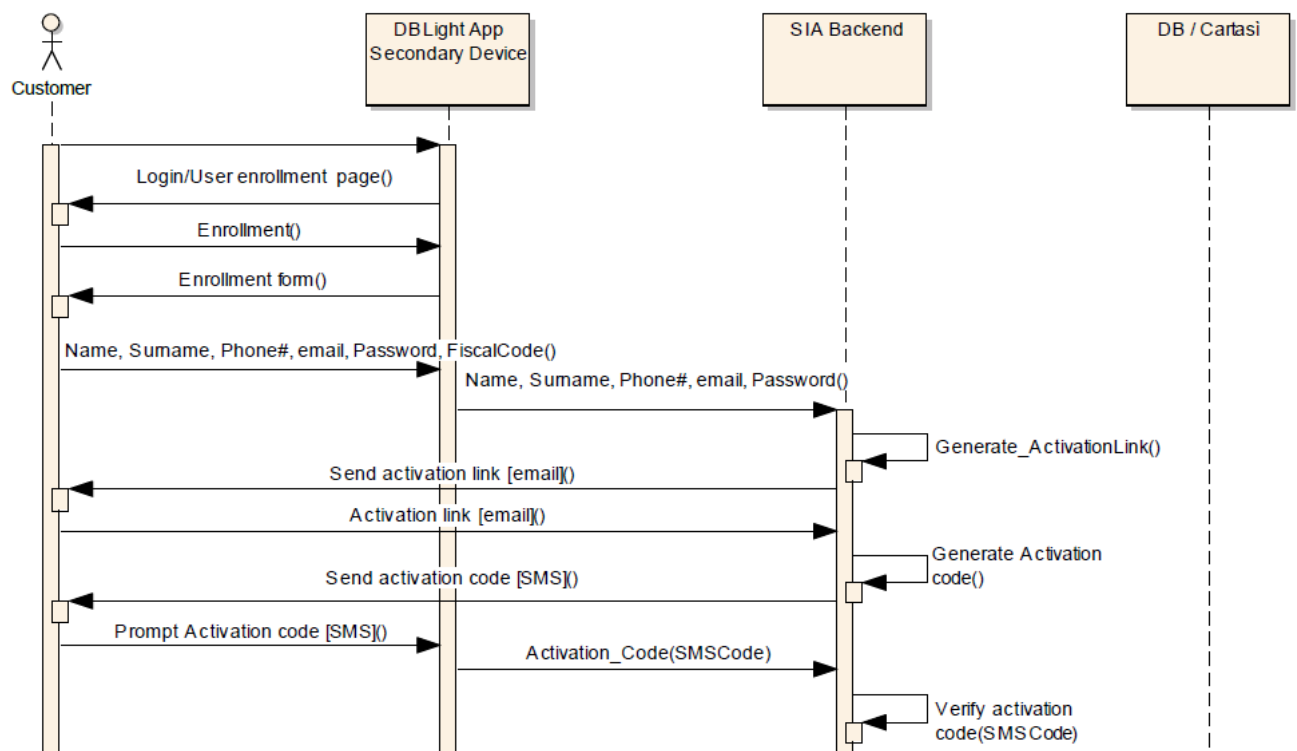 DBLight App
Secondary Device
SIA Backend
DB / Cartasì
Customer
Login/User enrollment page()
Enrollment()
Enrollment form()
Name, Surname, Phone#, email, Password, FiscalCode()
Name, Surname, Phone#, email, Password()
Generate_ActivationLink()
Send activation link [email]()
Activation link [email]()
Generate Activation
code()
Send activation code [SMS]()
Prompt Activation code [SMS]()
Activation_Code(SMSCode)
Verify activation
code(SMSCode)